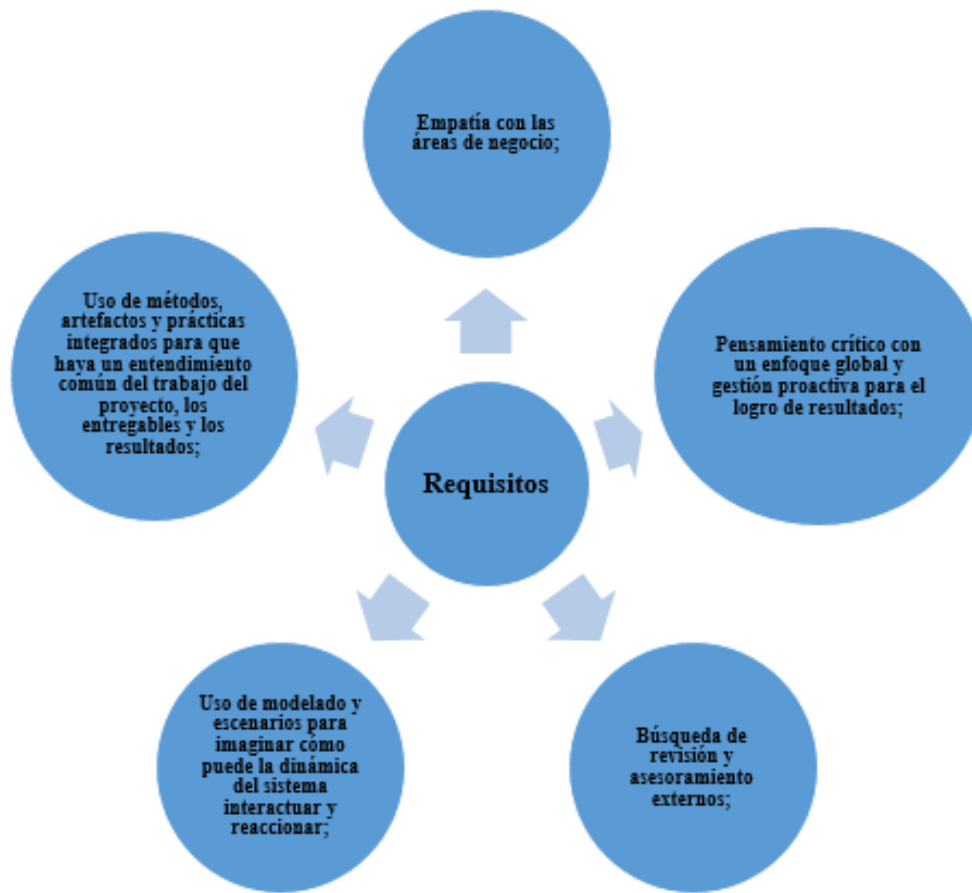 Empatía con las
áreas de negocio;
Uso de métodos,
artefactos y prácticas
integrados para que
haya un entendimiento
común del trabajo del
proyecto, los
entregables y los
resultados;
Pensamiento crítico con
un enfoque global y
gestión proactiva para el
logro de resultados;
Requisitos
Uso de modelado y
escenarios para
imaginar cómo
puede la dinámica
del sistema
interactuar y
reaccionar;
Búsqueda de
revisión y
asesoramiento
externos;